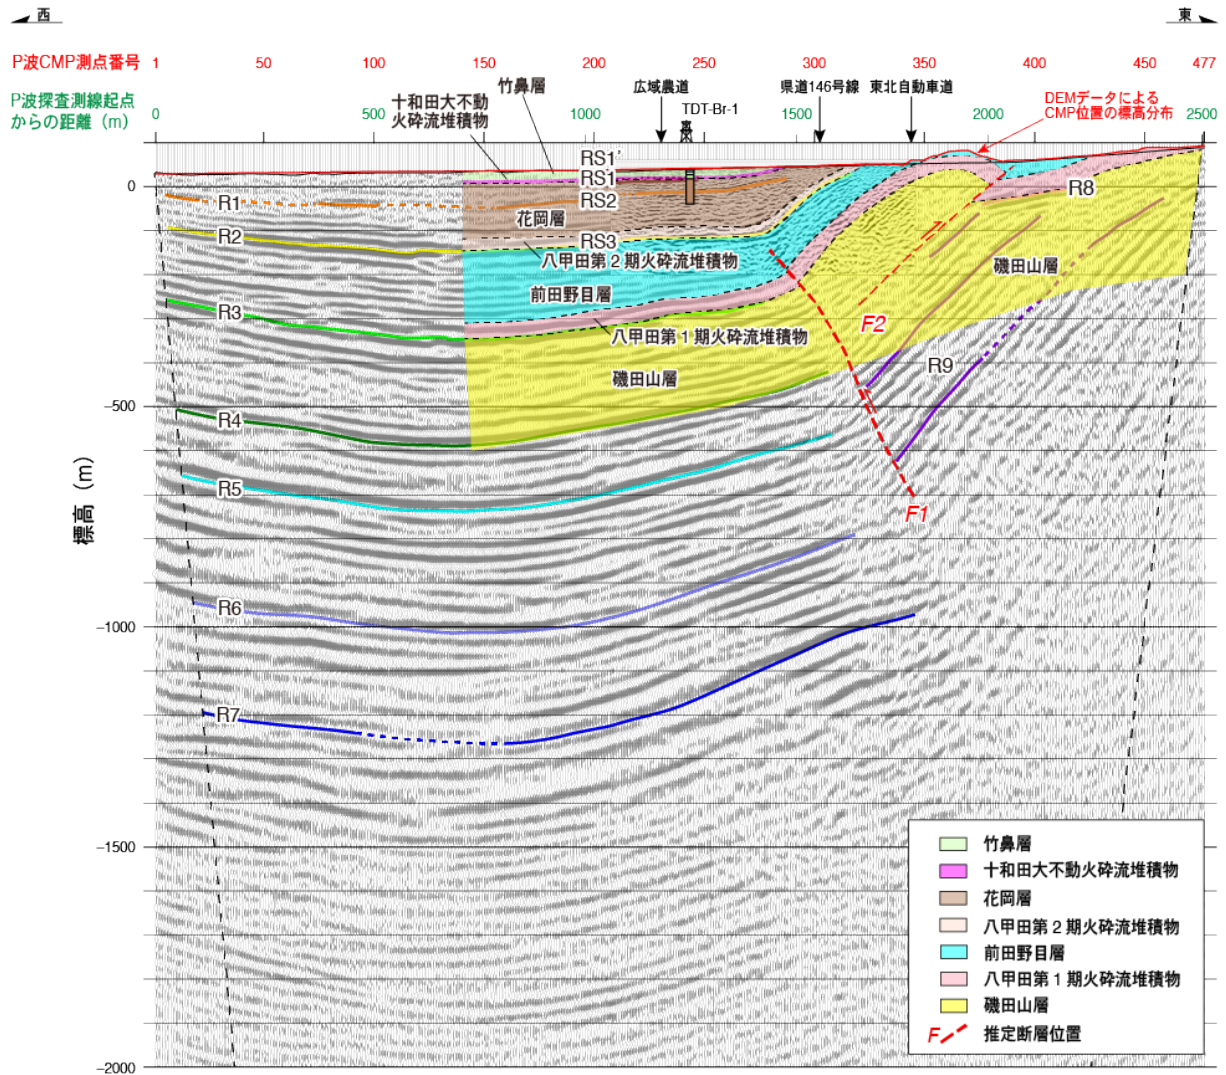 西
東
P波CMP測点番号
1 50 100 150 200 250 300 350 400 450 477
P波探査測線起点
からの距離（m）
0 500 1000 1500 2000 2500
竹鼻層
十和田大不動
火砕流堆積物
広域農道
県道146号線
東北自動車道
TDT-Br-1
DEMデータによる
CMP位置の標高分布
RS1'
RS1
RS2
RS3
R1
R2
R3
R4
R5
R6
R7
R8
R9
花岡層
八甲田第２期火砕流堆積物
前田野目層
八甲田第１期火砕流堆積物
磯田山層
磯田山層
F2
F1
標高（m）
0
-500
-1000
-1500
-2000
竹鼻層
十和田大不動火砕流堆積物
花岡層
八甲田第２期火砕流堆積物
前田野目層
八甲田第１期火砕流堆積物
磯田山層
F 推定断層位置